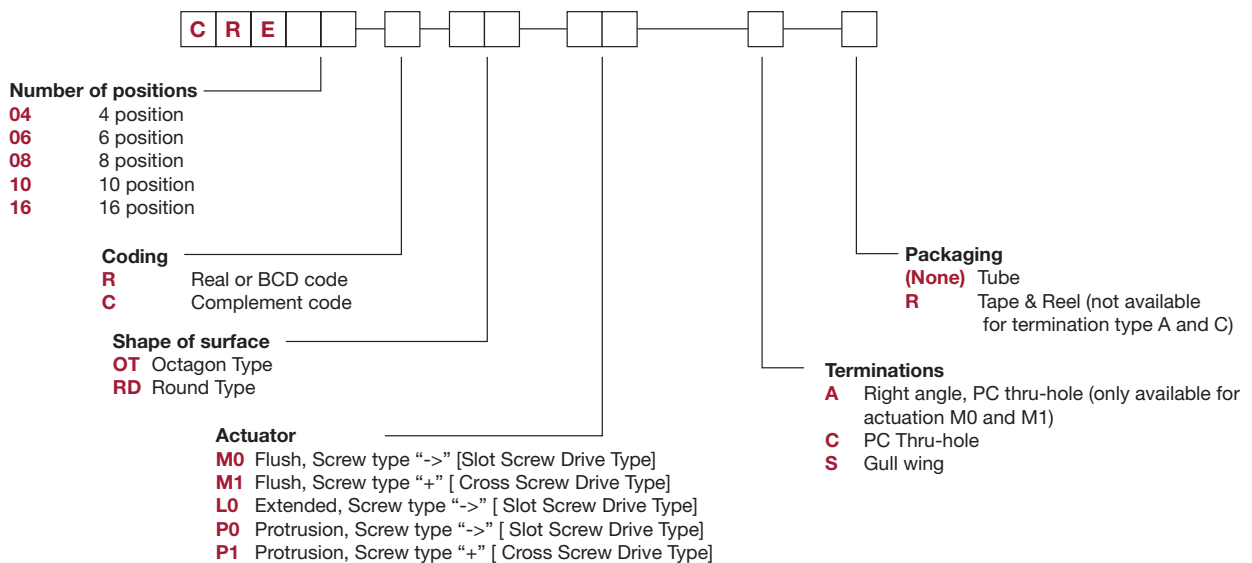 C R E
Number of positions
04 4 position
06 6 position
08 8 position
10 10 position
16 16 position
Coding
R Real or BCD code
C Complement code
Shape of surface
OT Octagon Type
RD Round Type
Actuator
M0 Flush, Screw type “->” [Slot Screw Drive Type]
M1 Flush, Screw type “+” [ Cross Screw Drive Type]
L0 Extended, Screw type “->” [ Slot Screw Drive Type]
P0 Protrusion, Screw type “->” [ Slot Screw Drive Type]
P1 Protrusion, Screw type “+” [ Cross Screw Drive Type]
Packaging
(None) Tube
R Tape & Reel (not available
for termination type A and C)
Terminations
A Right angle, PC thru-hole (only available for
actuation M0 and M1)
C PC Thru-hole
S Gull wing